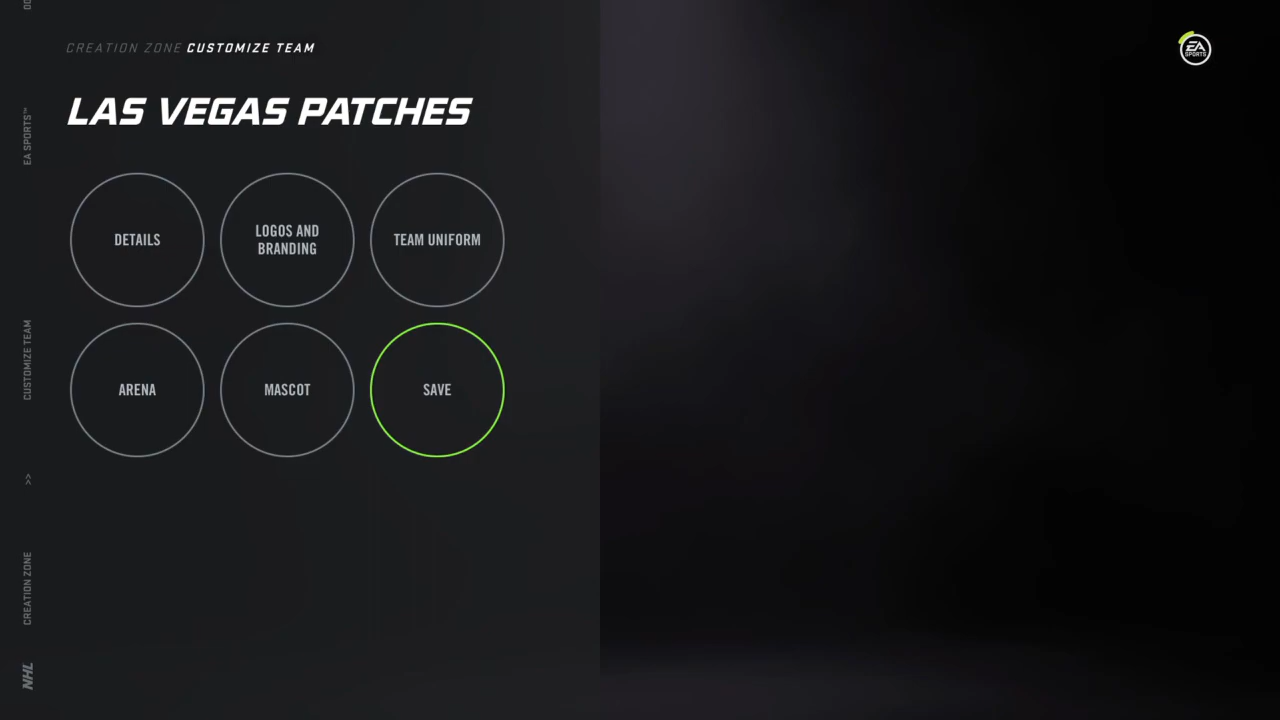 CREATION ZONE CUSTOMIZE TEAM
EA SPORTS
LAS VEGAS PATCHES
DETAILS
LOGOS AND
BRANDING
TEAM UNIFORM
ARENA
MASCOT
SAVE
EA SPORTS™
CUSTOMIZE TEAM
>>
CREATION ZONE
NHL